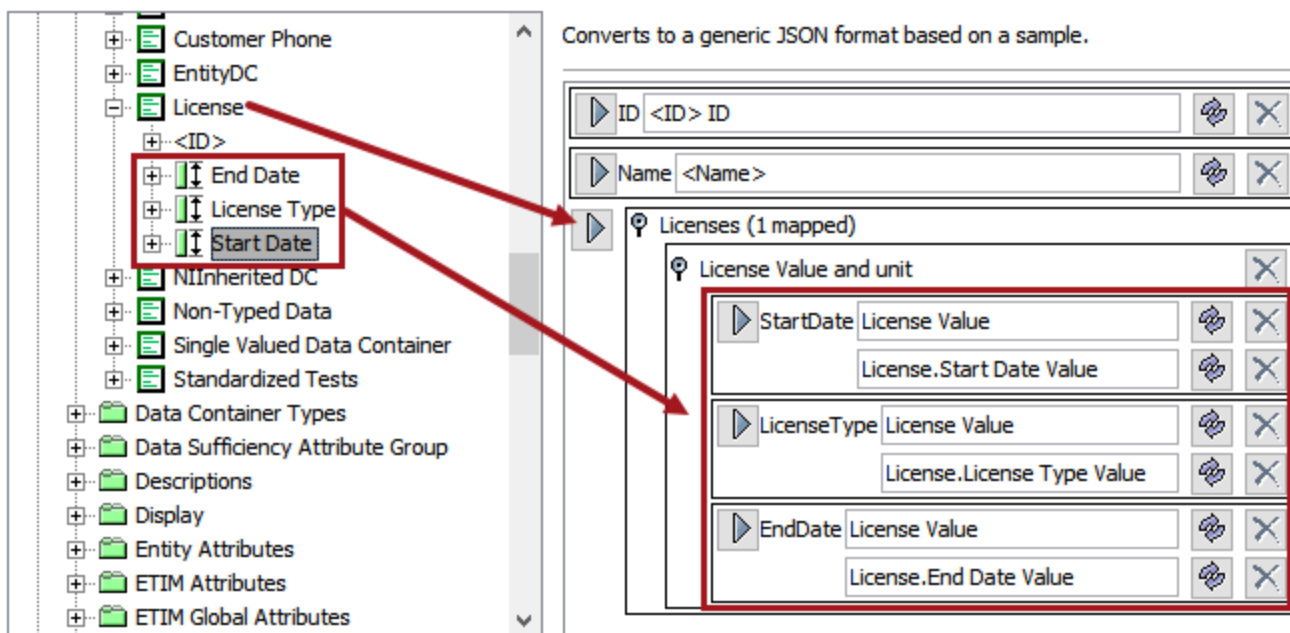 Customer Phone
EntityDC
License
<ID>
End Date
License Type
Start Date
NIInherited DC
Non-Typed Data
Single Valued Data Container
Standardized Tests
Data Container Types
Data Sufficiency Attribute Group
Descriptions
Display
Entity Attributes
ETIM Attributes
ETIM Global Attributes
Converts to a generic JSON format based on a sample.
ID <ID> ID
Name <Name>
Licenses (1 mapped)
License Value and unit
StartDate License Value
License.Start Date Value
LicenseType License Value
License.License Type Value
EndDate License Value
License.End Date Value